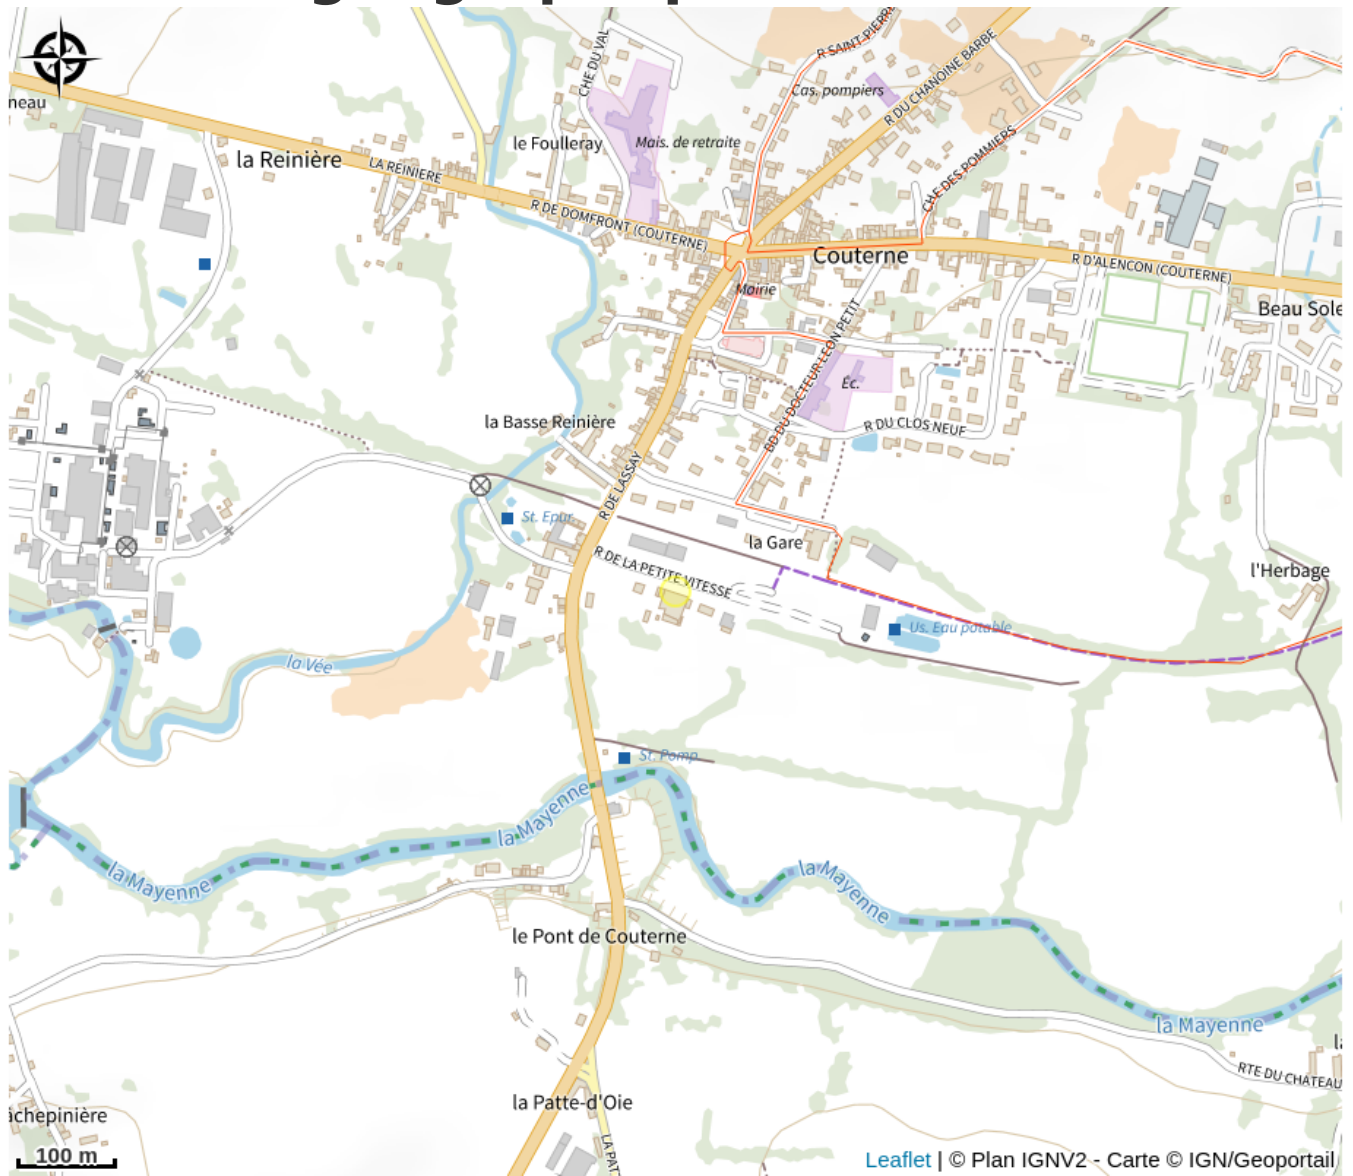 R SAINT-PIERRE
CHE DU VAL
R DU CHANOINE BARBE
Cas. pompiers
neau
le Foulleray
Mais. de retraite
la Reinière
LA REINIERE
CHE DES POMMIERS
R DE DOMFRONT (COUTERNE)
Couterne
R D'ALENCON (COUTERNE)
Mairie
Beau Sole
BD DU DOCTEUR LEON PETIT
Éc.
la Basse Reinière
R DU CLOS NEUF
R DE LASSAY
St. Epur.
la Gare
R DE LA PETITE VITESSE
l'Herbage
Us. Eau potable
la Vée
St. Pomp
la Mayenne
la Mayenne
la Mayenne
le Pont de Couterne
la Mayenne
RTE DU CHATEAU
la Patte-d'Oie
achepinière
LA PAT
100 m
Leaflet | © Plan IGNV2 - Carte © IGN/Geoportail